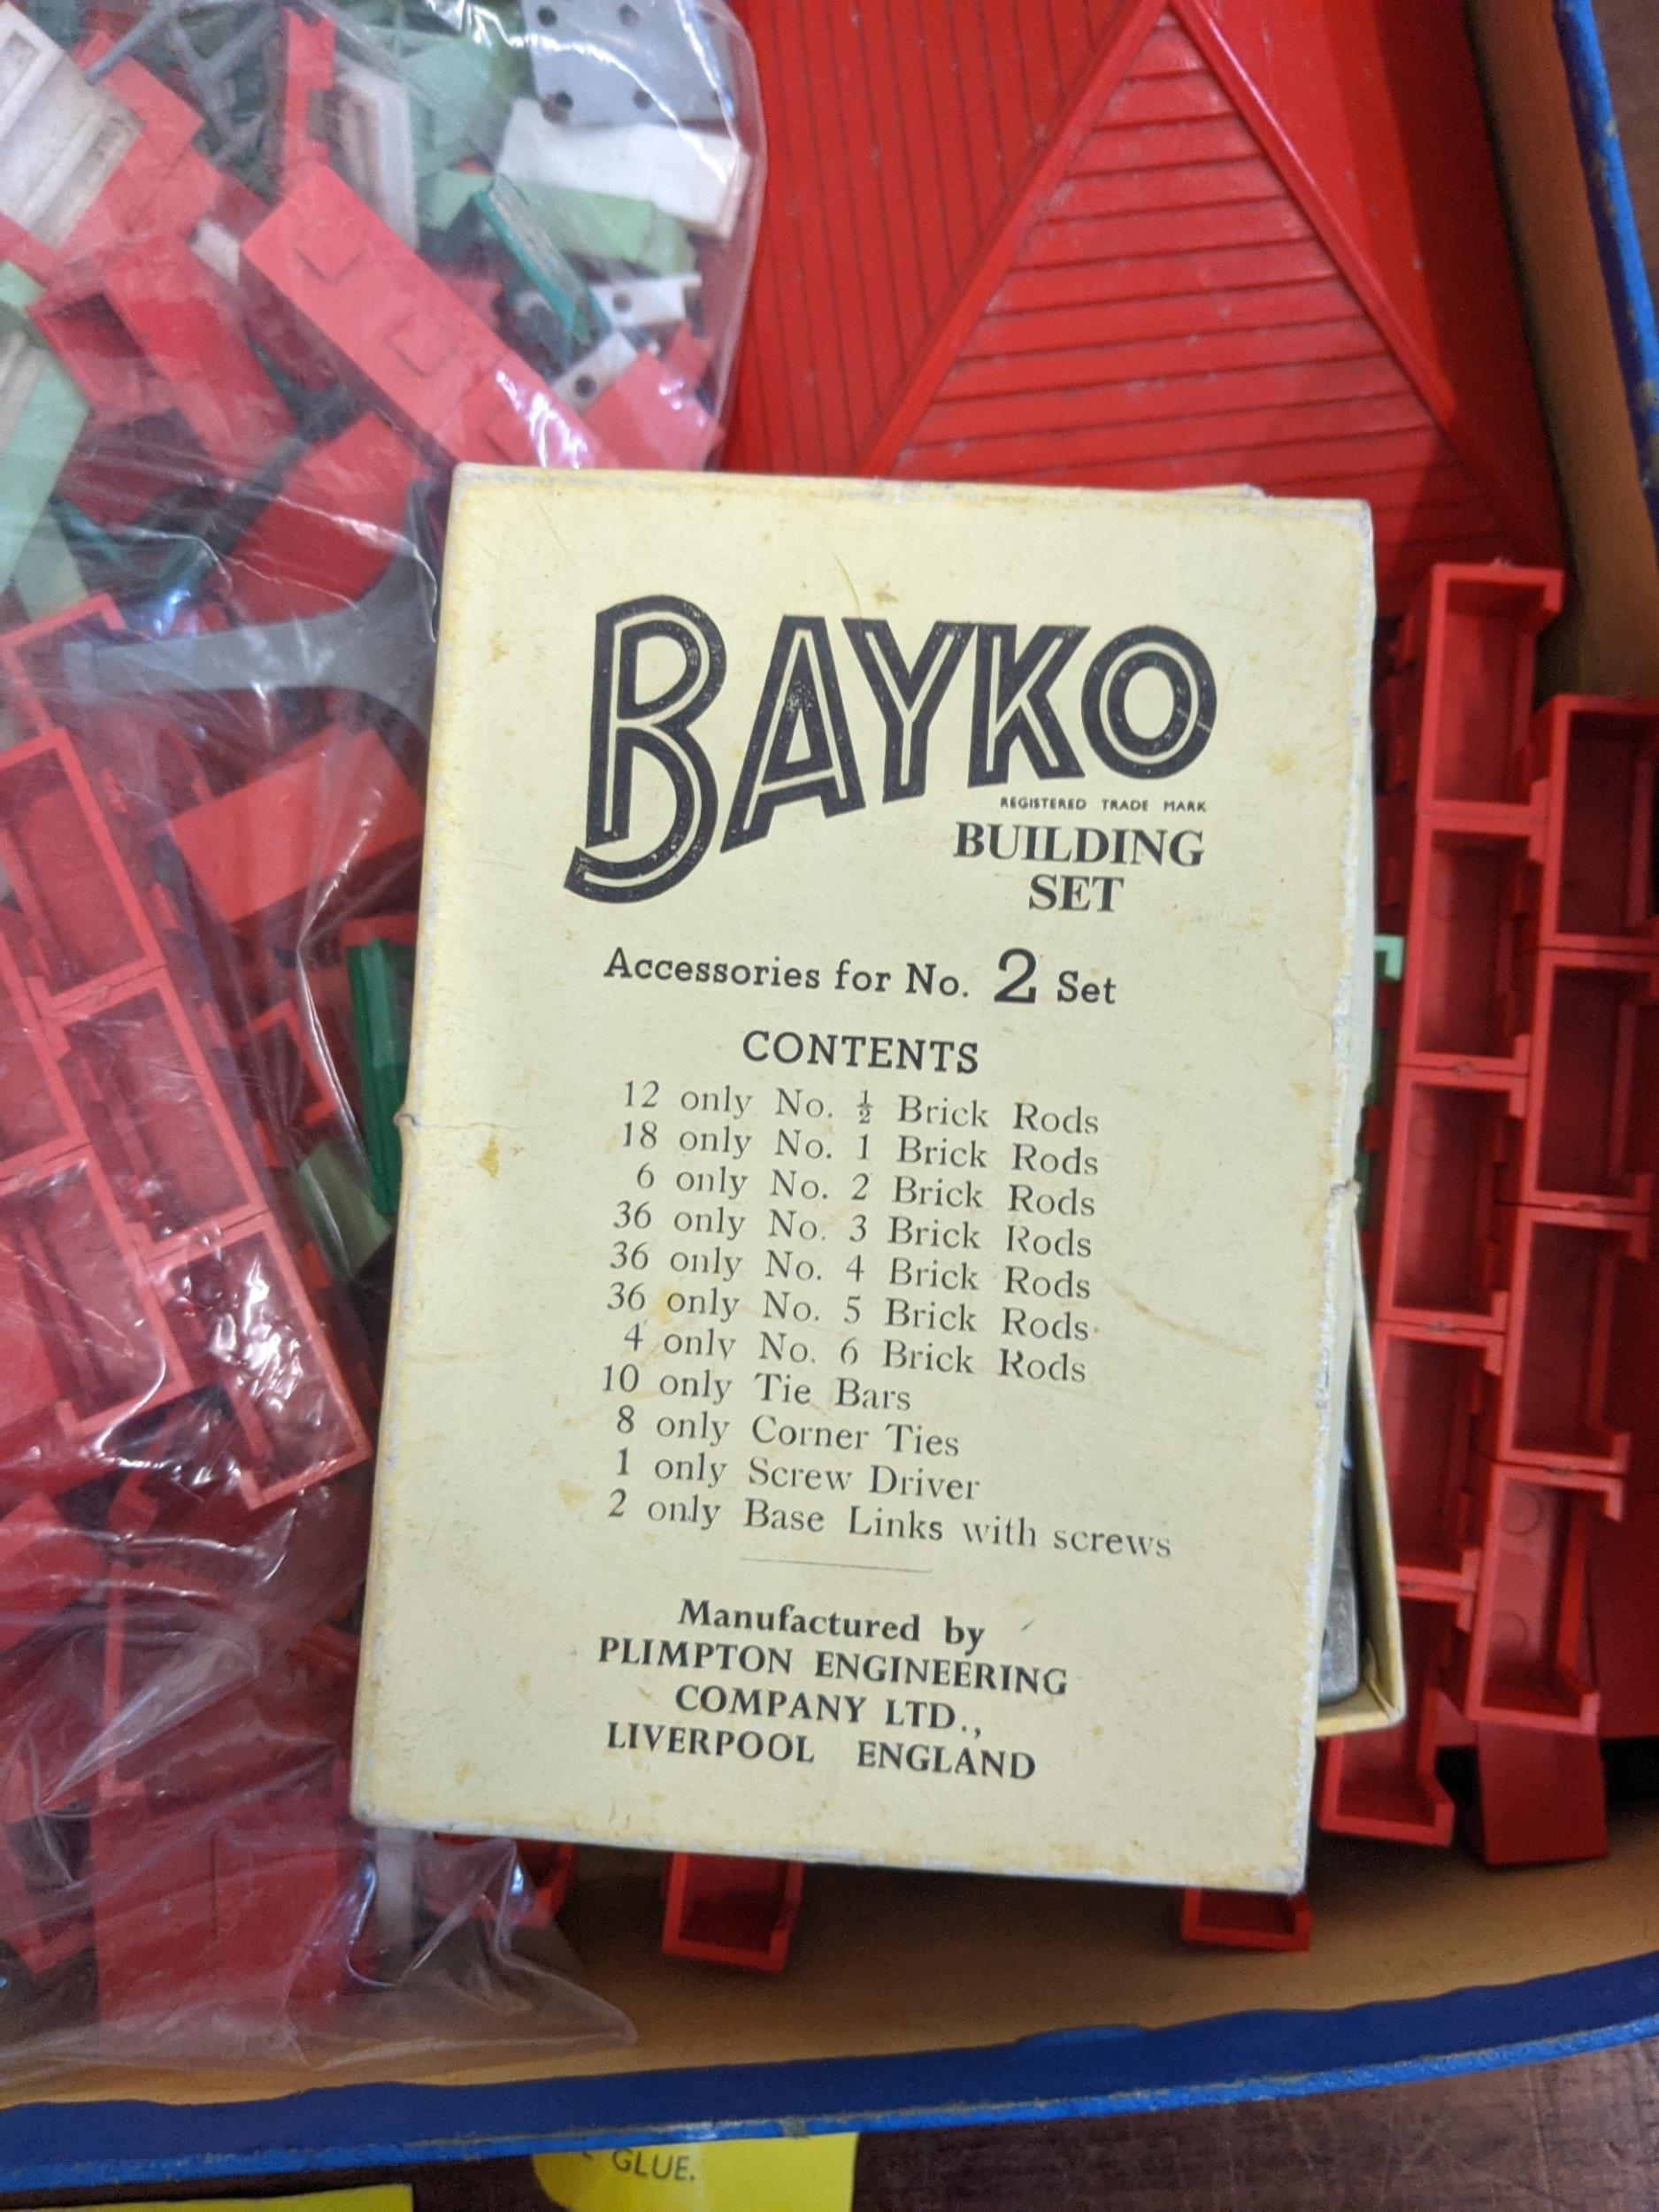 BAYKO
REGISTERED TRADE MARK
BUILDING
SET
Accessories for No. 2 Set
CONTENTS
12 only No. ½ Brick Rods
18 only No. 1 Brick Rods
6 only No. 2 Brick Rods
36 only No. 3 Brick Rods
36 only No. 4 Brick Rods
36 only No. 5 Brick Rods
4 only No. 6 Brick Rods
10 only Tie Bars
8 only Corner Ties
1 only Screw Driver
2 only Base Links with screws
Manufactured by
PLIMPTON ENGINEERING
COMPANY LTD.,
LIVERPOOL ENGLAND
GLUE.